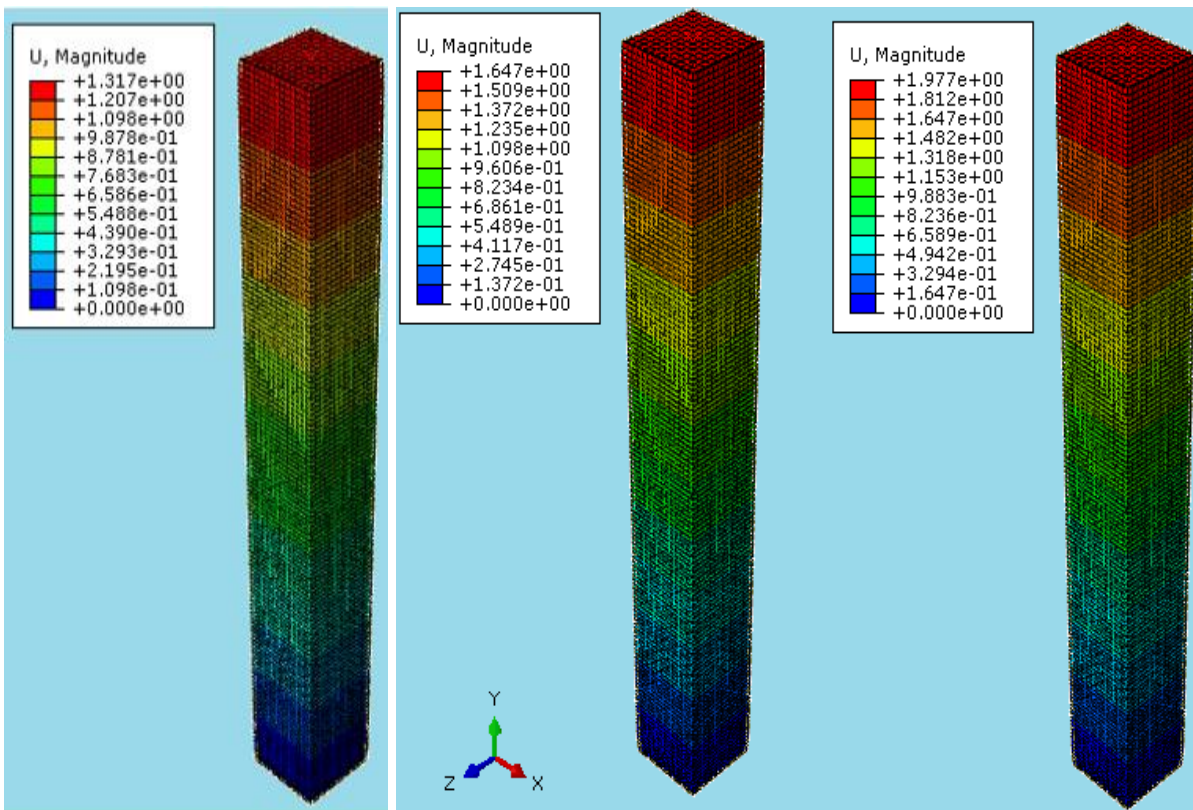 U, Magnitude
+1.317e+00
+1.207e+00
+1.098e+00
+9.878e-01
+8.781e-01
+7.683e-01
+6.586e-01
+5.488e-01
+4.390e-01
+3.293e-01
+2.195e-01
+1.098e-01
+0.000e+00
U, Magnitude
+1.647e+00
+1.509e+00
+1.372e+00
+1.235e+00
+1.098e+00
+9.606e-01
+8.234e-01
+6.861e-01
+5.489e-01
+4.117e-01
+2.745e-01
+1.372e-01
+0.000e+00
U, Magnitude
+1.977e+00
+1.812e+00
+1.647e+00
+1.482e+00
+1.318e+00
+1.153e+00
+9.883e-01
+8.236e-01
+6.589e-01
+4.942e-01
+3.294e-01
+1.647e-01
+0.000e+00
Y
Z
X